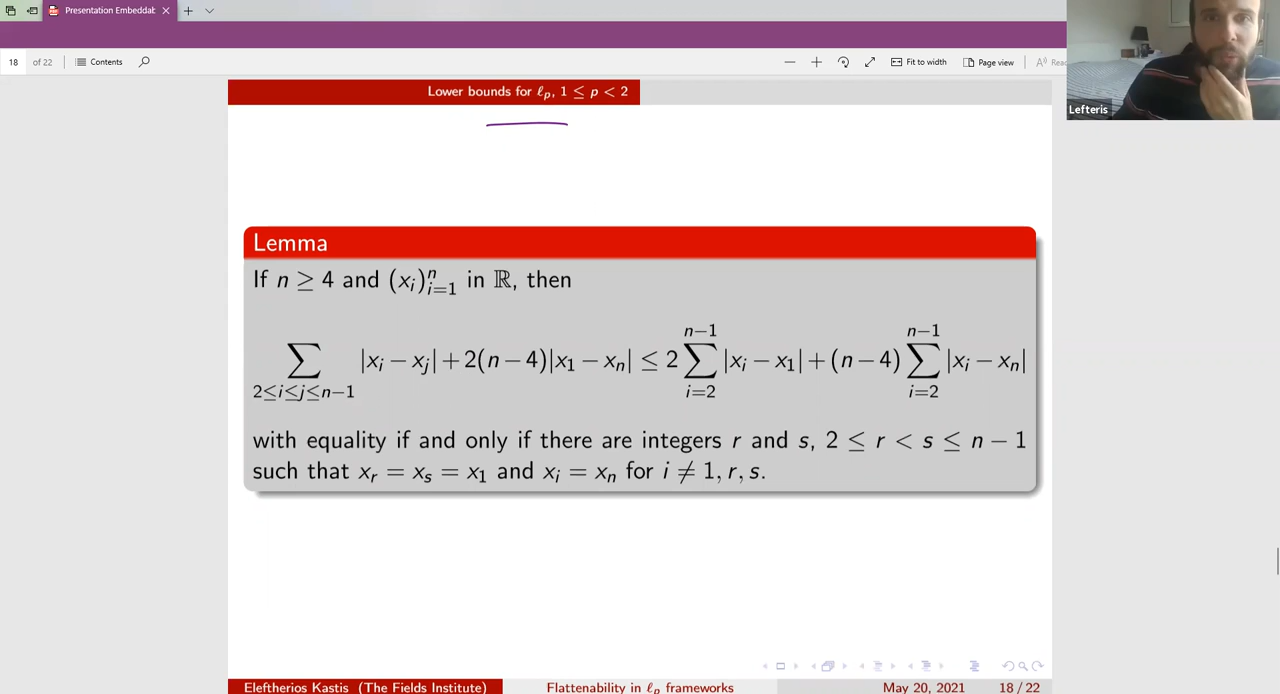 Presentation Embeddab
18 of 22 Contents Fit to width Page view Rea
Lefteris
Lower bounds for ℓ_p, 1 ≤ p < 2
Lemma
If n ≥ 4 and (x_i)_{i=1}^n in ℝ, then
∑_{2≤i≤j≤n−1} |x_i − x_j| + 2(n − 4)|x_1 − x_n| ≤ 2 ∑_{i=2}^{n−1} |x_i − x_1| + (n − 4) ∑_{i=2}^{n−1} |x_i − x_n|
with equality if and only if there are integers r and s, 2 ≤ r < s ≤ n − 1
such that x_r = x_s = x_1 and x_i = x_n for i ≠ 1, r, s.
Eleftherios Kastis (The Fields Institute) Flattenability in ℓ_p frameworks May 20, 2021 18 / 22